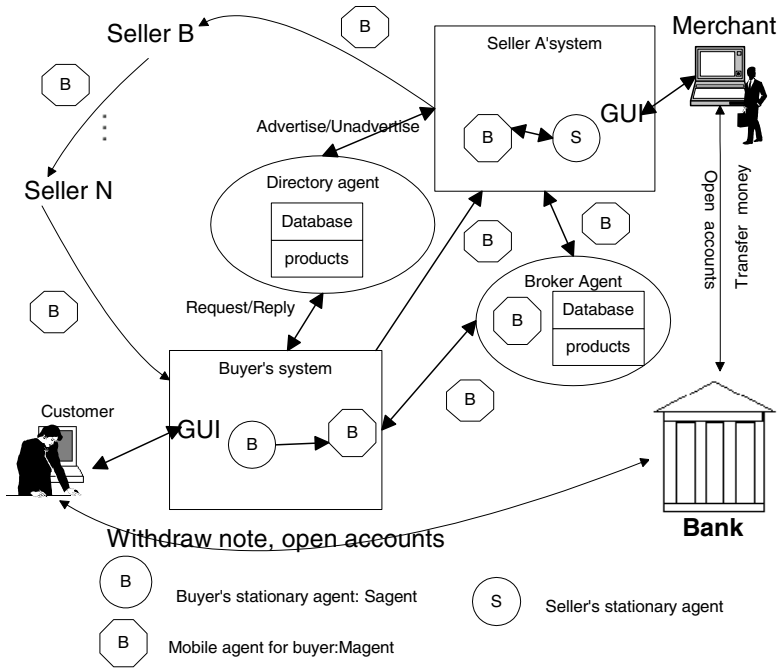 Seller B
B
Seller A'system
Merchant
B
GUI
B
S
Advertise/Unadvertise
Directory agent
Database
products
Seller N
B
B
Open accounts
Transfer money
Broker Agent
B
Database
products
B
Request/Reply
Buyer's system
B
Customer
GUI
B
B
Withdraw note, open accounts
Bank
B
Buyer's stationary agent: Sagent
S
Seller's stationary agent
B
Mobile agent for buyer:Magent